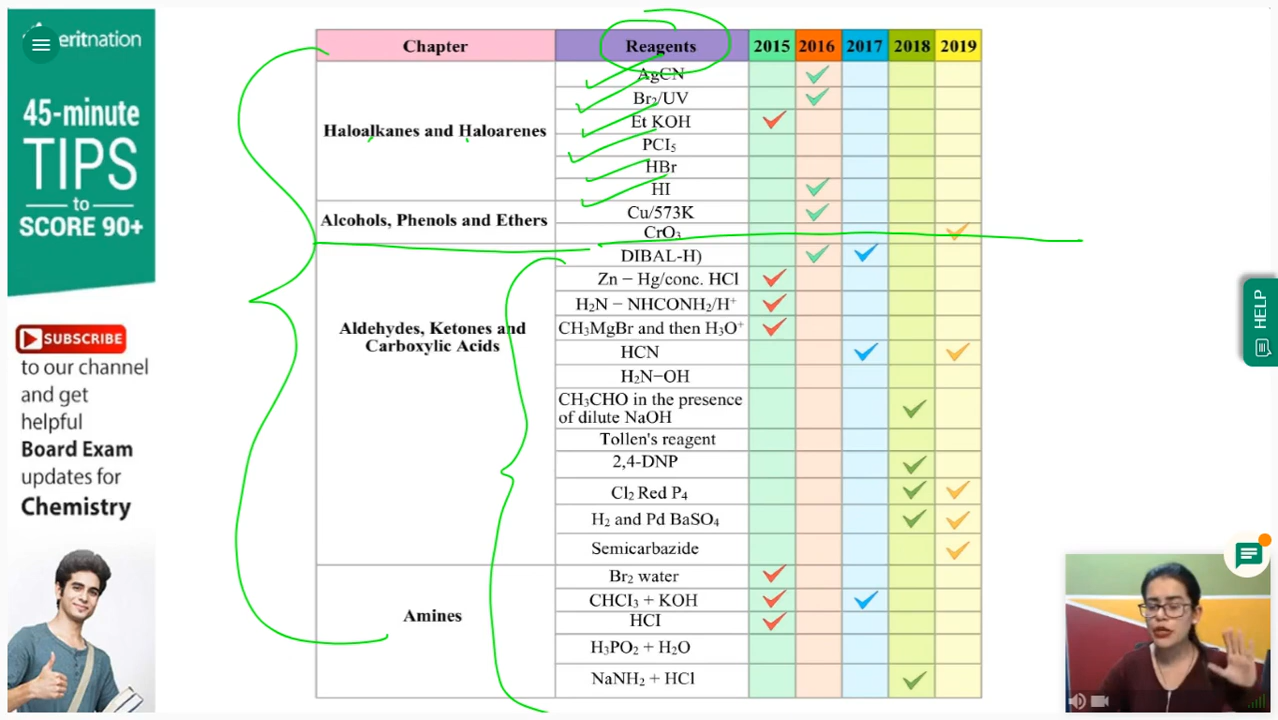 eritnation
45-minute
TIPS
to
SCORE 90+
SUBSCRIBE
to our channel
and get
helpful
Board Exam
updates for
Chemistry
Chapter Reagents 2015 2016 2017 2018 2019
Haloalkanes and Haloarenes
AgCN
Br₂/UV
Et KOH
PCl₅
HBr
HI
Alcohols, Phenols and Ethers
Cu/573K
CrO₃
Aldehydes, Ketones and
Carboxylic Acids
DIBAL-H)
Zn − Hg/conc. HCl
H₂N − NHCONH₂/H⁺
CH₃MgBr and then H₃O⁺
HCN
H₂N−OH
CH₃CHO in the presence
of dilute NaOH
Tollen's reagent
2,4-DNP
Cl₂ Red P₄
H₂ and Pd BaSO₄
Semicarbazide
Amines
Br₂ water
CHCl₃ + KOH
HCl
H₃PO₂ + H₂O
NaNH₂ + HCl
HELP